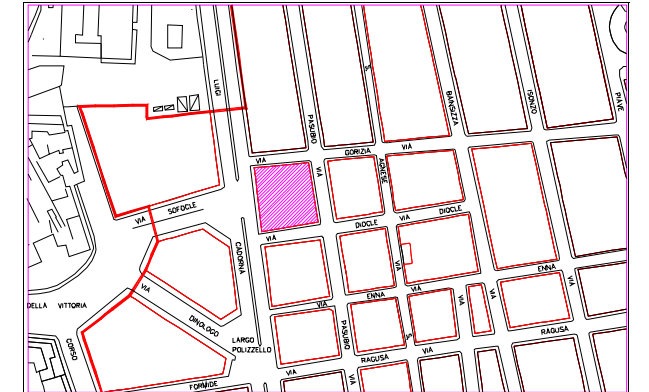 LUIGI
PASUBIO
S.
BAINSIZZA
ISONZO
PIAVE
VIA
GORIZIA
VIA
VIA
AGNESE
VIA
SOFOCLE
VIA
DIOCLE
VIA
DIOCLE
CADORNA
VIA
VIA
ENNA
VIA
VIA
DELLA VITTORIA
VIA
ENNA
VIA
VIA
VIA
DINOLOGO
CORSO
LARGO
POLIZZELLO
PASUBIO
S.
RAGUSA
VIA
RAGUSA
VIA
VIA
FORMIDE